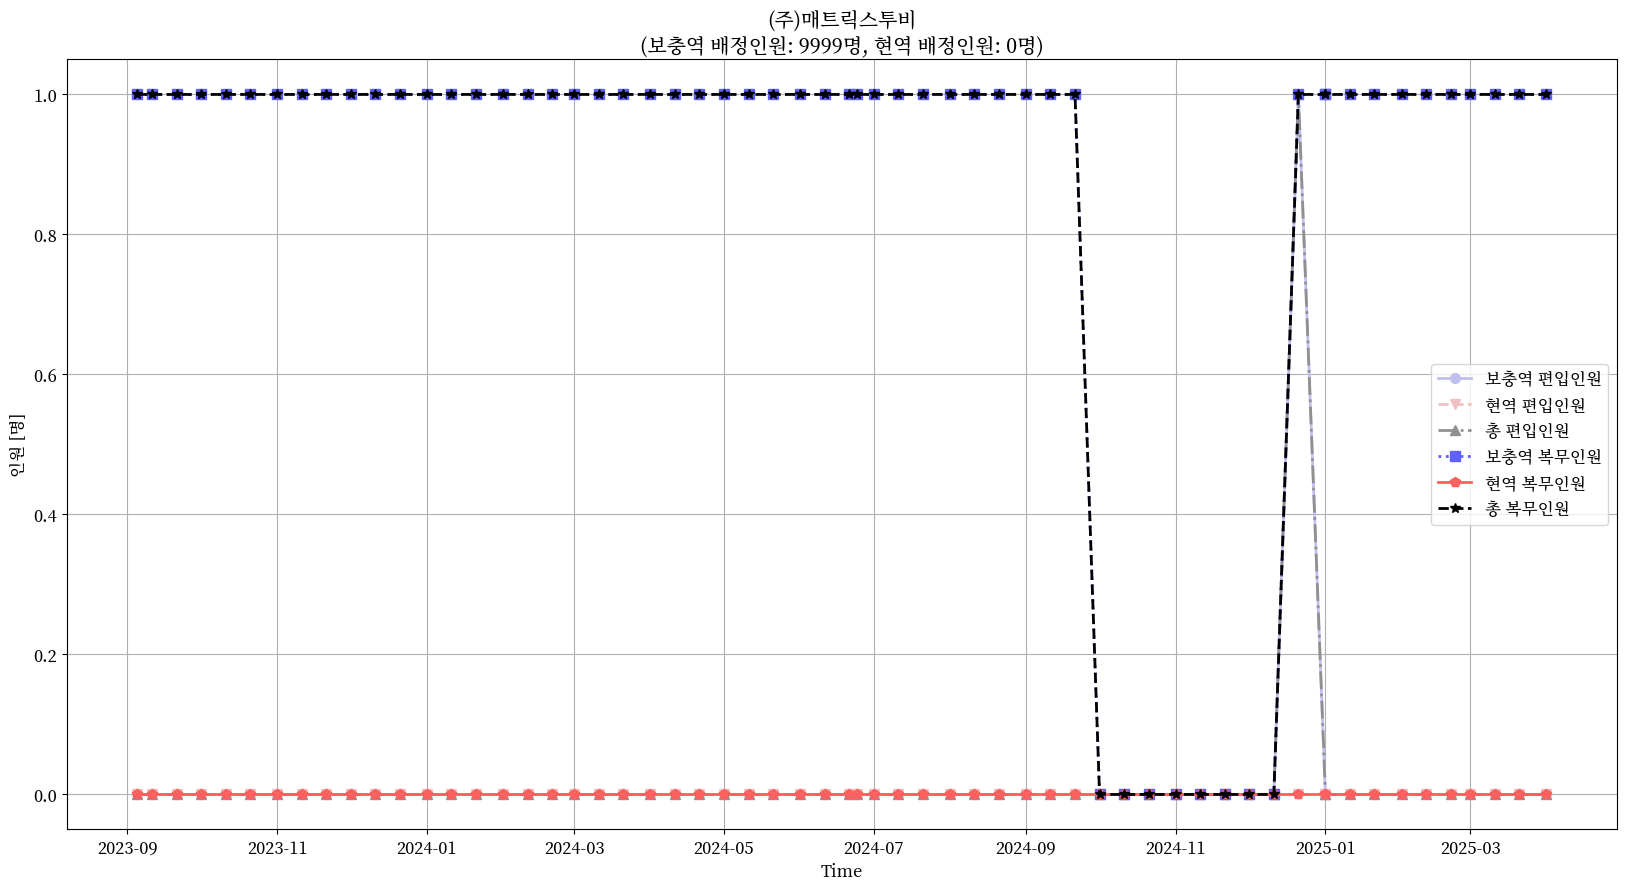 (주)매트릭스투비
(보충역 배정인원: 9999명, 현역 배정인원: 0명)
인원 [명]
1.0
0.8
0.6
0.4
0.2
0.0
보충역 편입인원
현역 편입인원
총 편입인원
보충역 복무인원
현역 복무인원
총 복무인원
2023-09 2023-11 2024-01 2024-03 2024-05 2024-07 2024-09 2024-11 2025-01 2025-03
Time